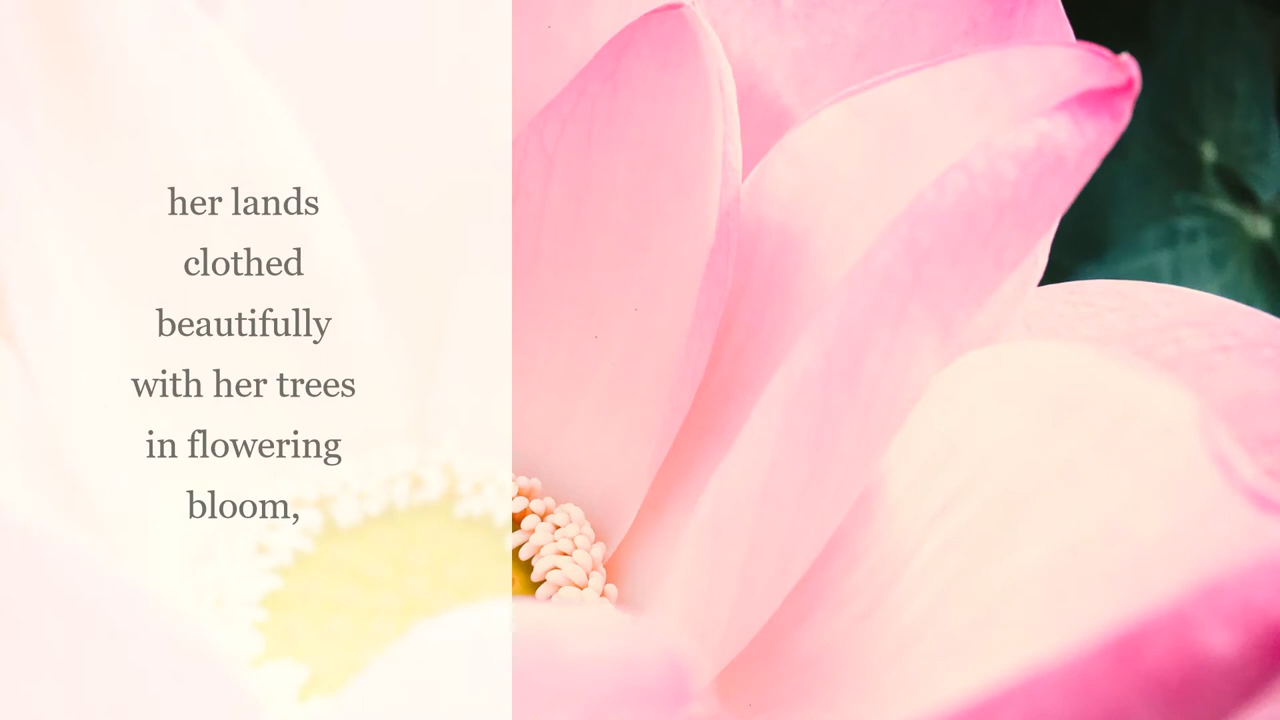 her lands
clothed
beautifully
with her trees
in flowering
bloom,